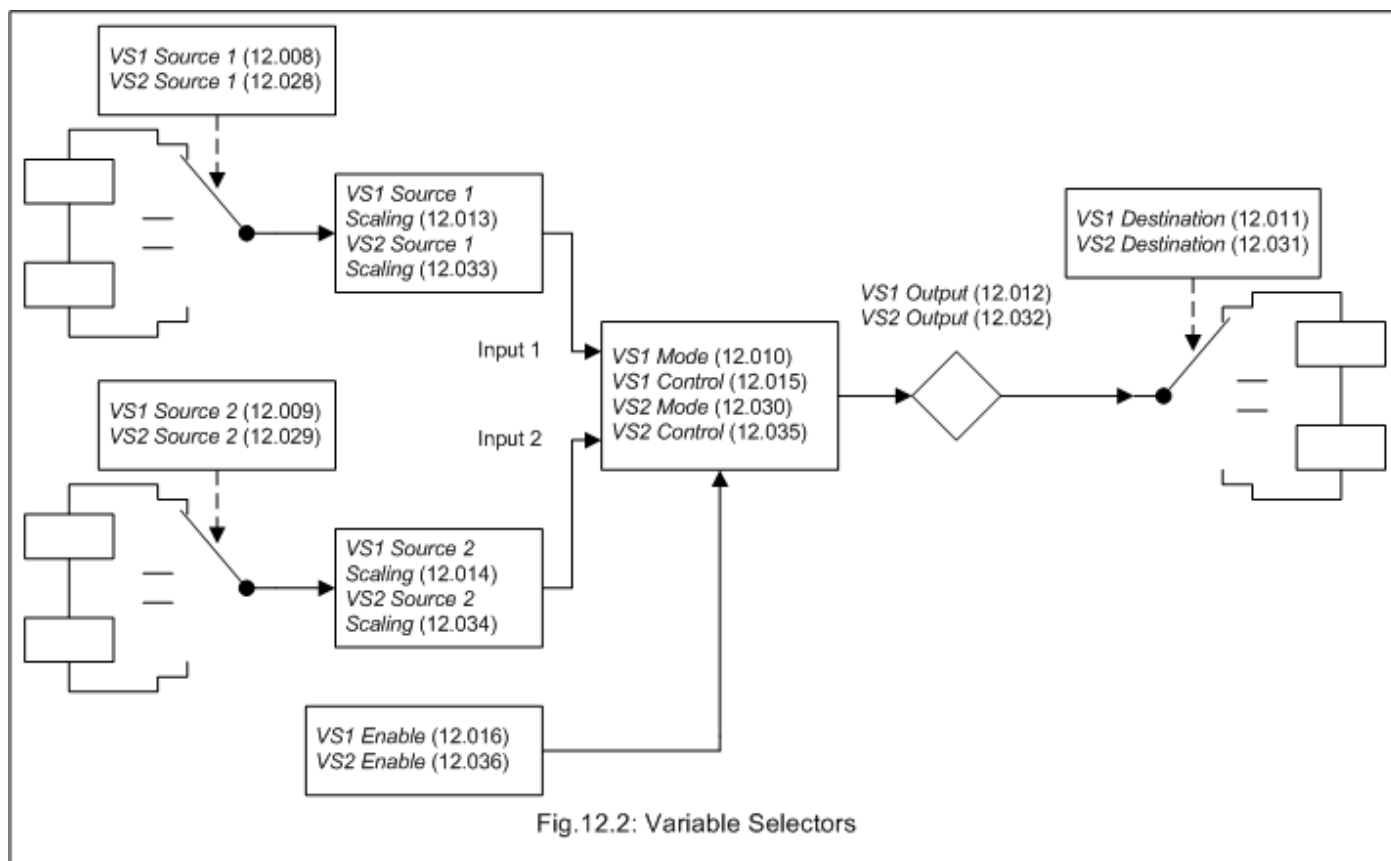 VS1 Source 1 (12.008)
VS2 Source 1 (12.028)
VS1 Source 1
Scaling (12.013)
VS2 Source 1
Scaling (12.033)
VS1 Destination (12.011)
VS2 Destination (12.031)
VS1 Output (12.012)
VS2 Output (12.032)
Input 1
VS1 Mode (12.010)
VS1 Control (12.015)
VS2 Mode (12.030)
VS2 Control (12.035)
VS1 Source 2 (12.009)
VS2 Source 2 (12.029)
Input 2
VS1 Source 2
Scaling (12.014)
VS2 Source 2
Scaling (12.034)
VS1 Enable (12.016)
VS2 Enable (12.036)
Fig.12.2: Variable Selectors